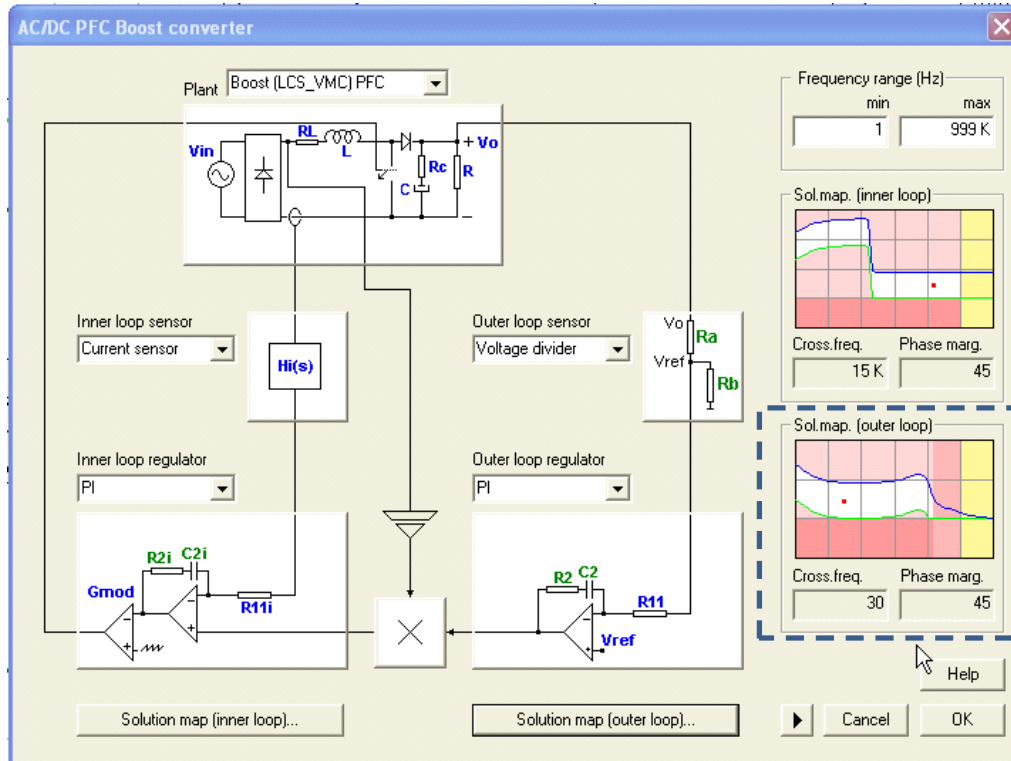 AC/DC PFC Boost converter
Plant
Boost (LCS_VMC) PFC
Vin
RL
L
+ Vo
Rc
R
C
−
Inner loop sensor
Current sensor
Hi(s)
Outer loop sensor
Voltage divider
Vo
Ra
Vref
Rb
Inner loop regulator
PI
Outer loop regulator
PI
R2i
C2i
Gmod
R11i
−
+
−
+
R2
C2
R11
−
+
Vref
Solution map (inner loop)...
Solution map (outer loop)...
Frequency range (Hz)
min max
1 999 K
Sol.map. (inner loop)
Cross.freq. Phase marg.
15 K 45
Sol.map. (outer loop)
Cross.freq. Phase marg.
30 45
Help
Cancel
OK